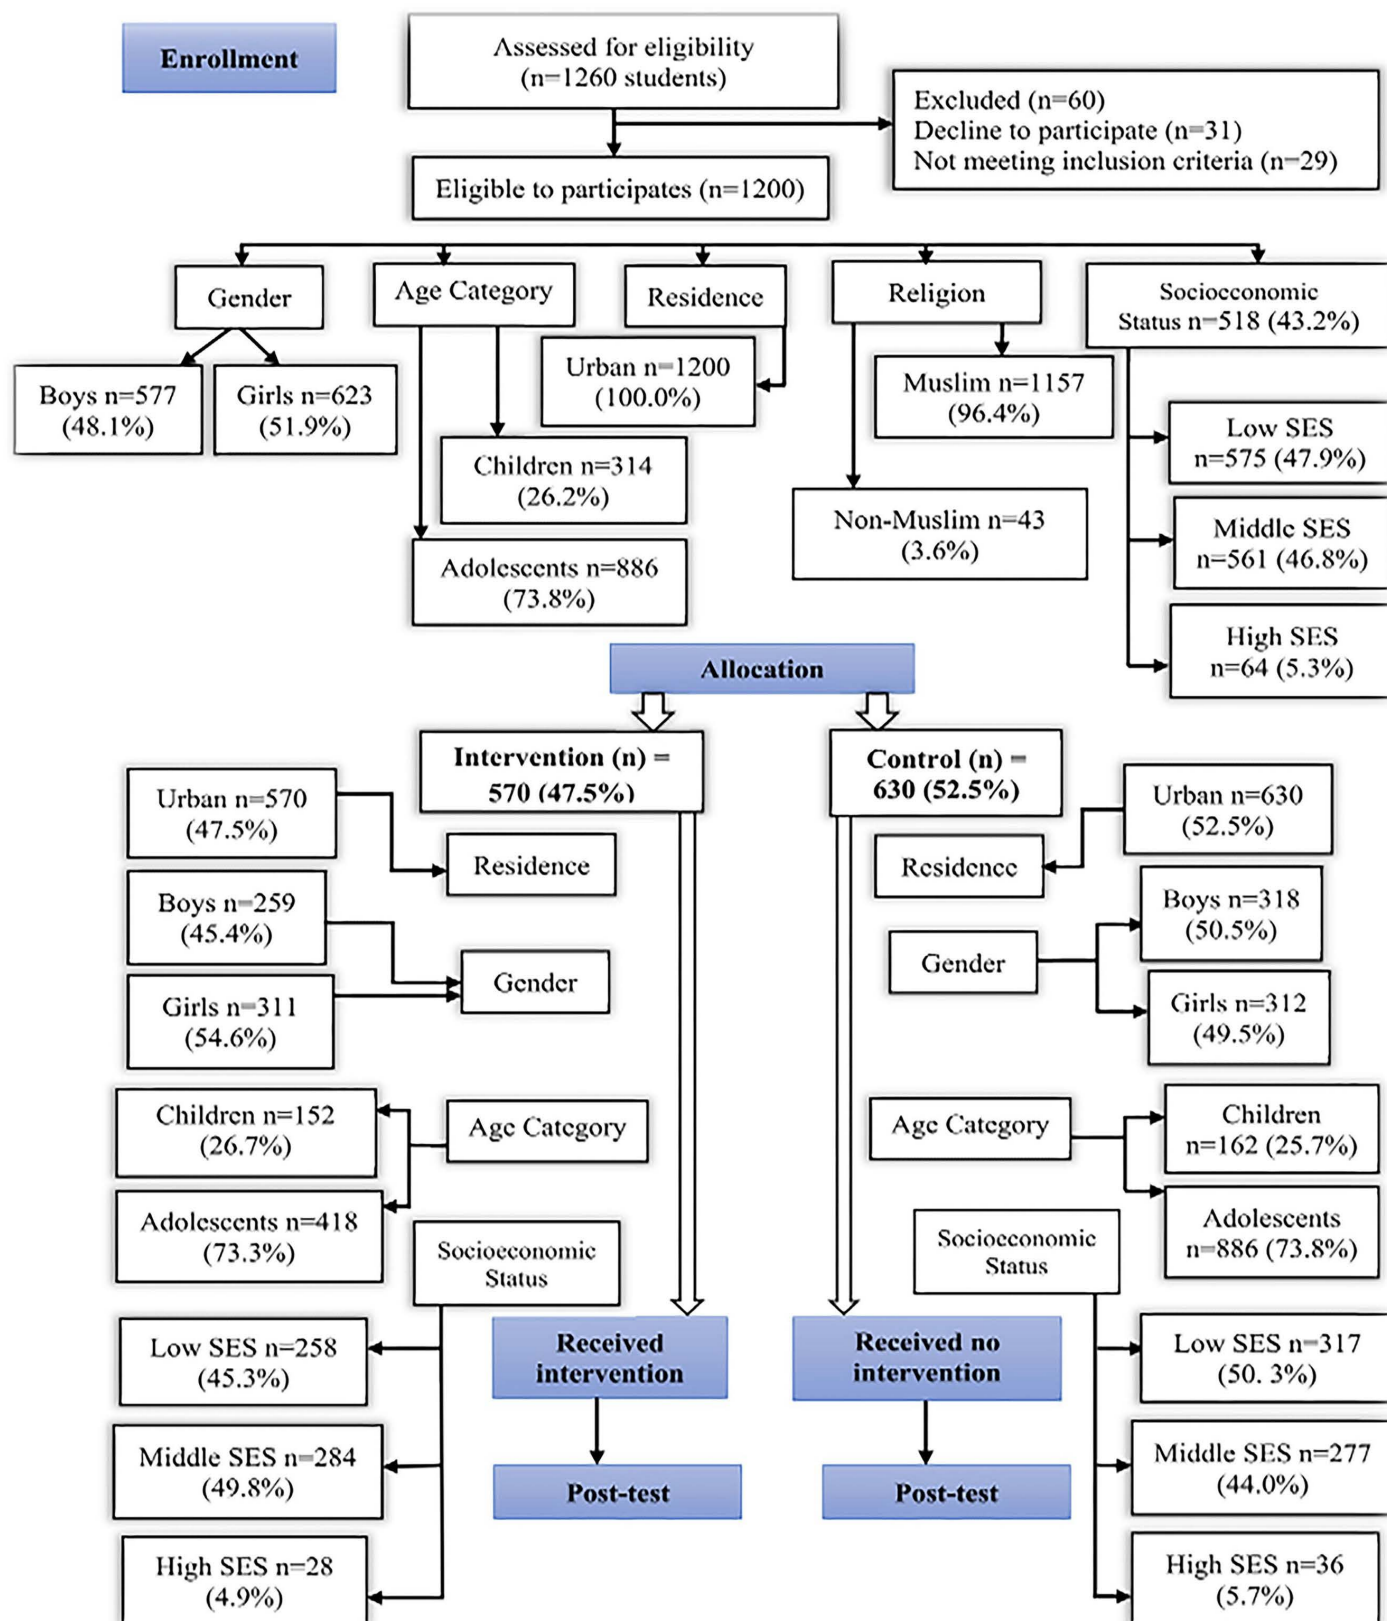 Enrollment
Assessed for eligibility
(n=1260 students)
Excluded (n=60)
Decline to participate (n=31)
Not meeting inclusion criteria (n=29)
Eligible to participates (n=1200)
Gender
Age Category
Residence
Religion
Socioeconomic
Status n=518 (43.2%)
Boys n=577
(48.1%)
Girls n=623
(51.9%)
Urban n=1200
(100.0%)
Muslim n=1157
(96.4%)
Children n=314
(26.2%)
Non-Muslim n=43
(3.6%)
Adolescents n=886
(73.8%)
Low SES
n=575 (47.9%)
Middle SES
n=561 (46.8%)
High SES
n=64 (5.3%)
Allocation
Intervention (n) =
570 (47.5%)
Control (n) =
630 (52.5%)
Urban n=570
(47.5%)
Residence
Boys n=259
(45.4%)
Girls n=311
(54.6%)
Gender
Children n=152
(26.7%)
Adolescents n=418
(73.3%)
Age Category
Socioeconomic
Status
Low SES n=258
(45.3%)
Middle SES n=284
(49.8%)
High SES n=28
(4.9%)
Urban n=630
(52.5%)
Residence
Boys n=318
(50.5%)
Gender
Girls n=312
(49.5%)
Age Category
Children
n=162 (25.7%)
Adolescents
n=886 (73.8%)
Socioeconomic
Status
Low SES n=317
(50. 3%)
Middle SES n=277
(44.0%)
High SES n=36
(5.7%)
Received
intervention
Received no
intervention
Post-test
Post-test